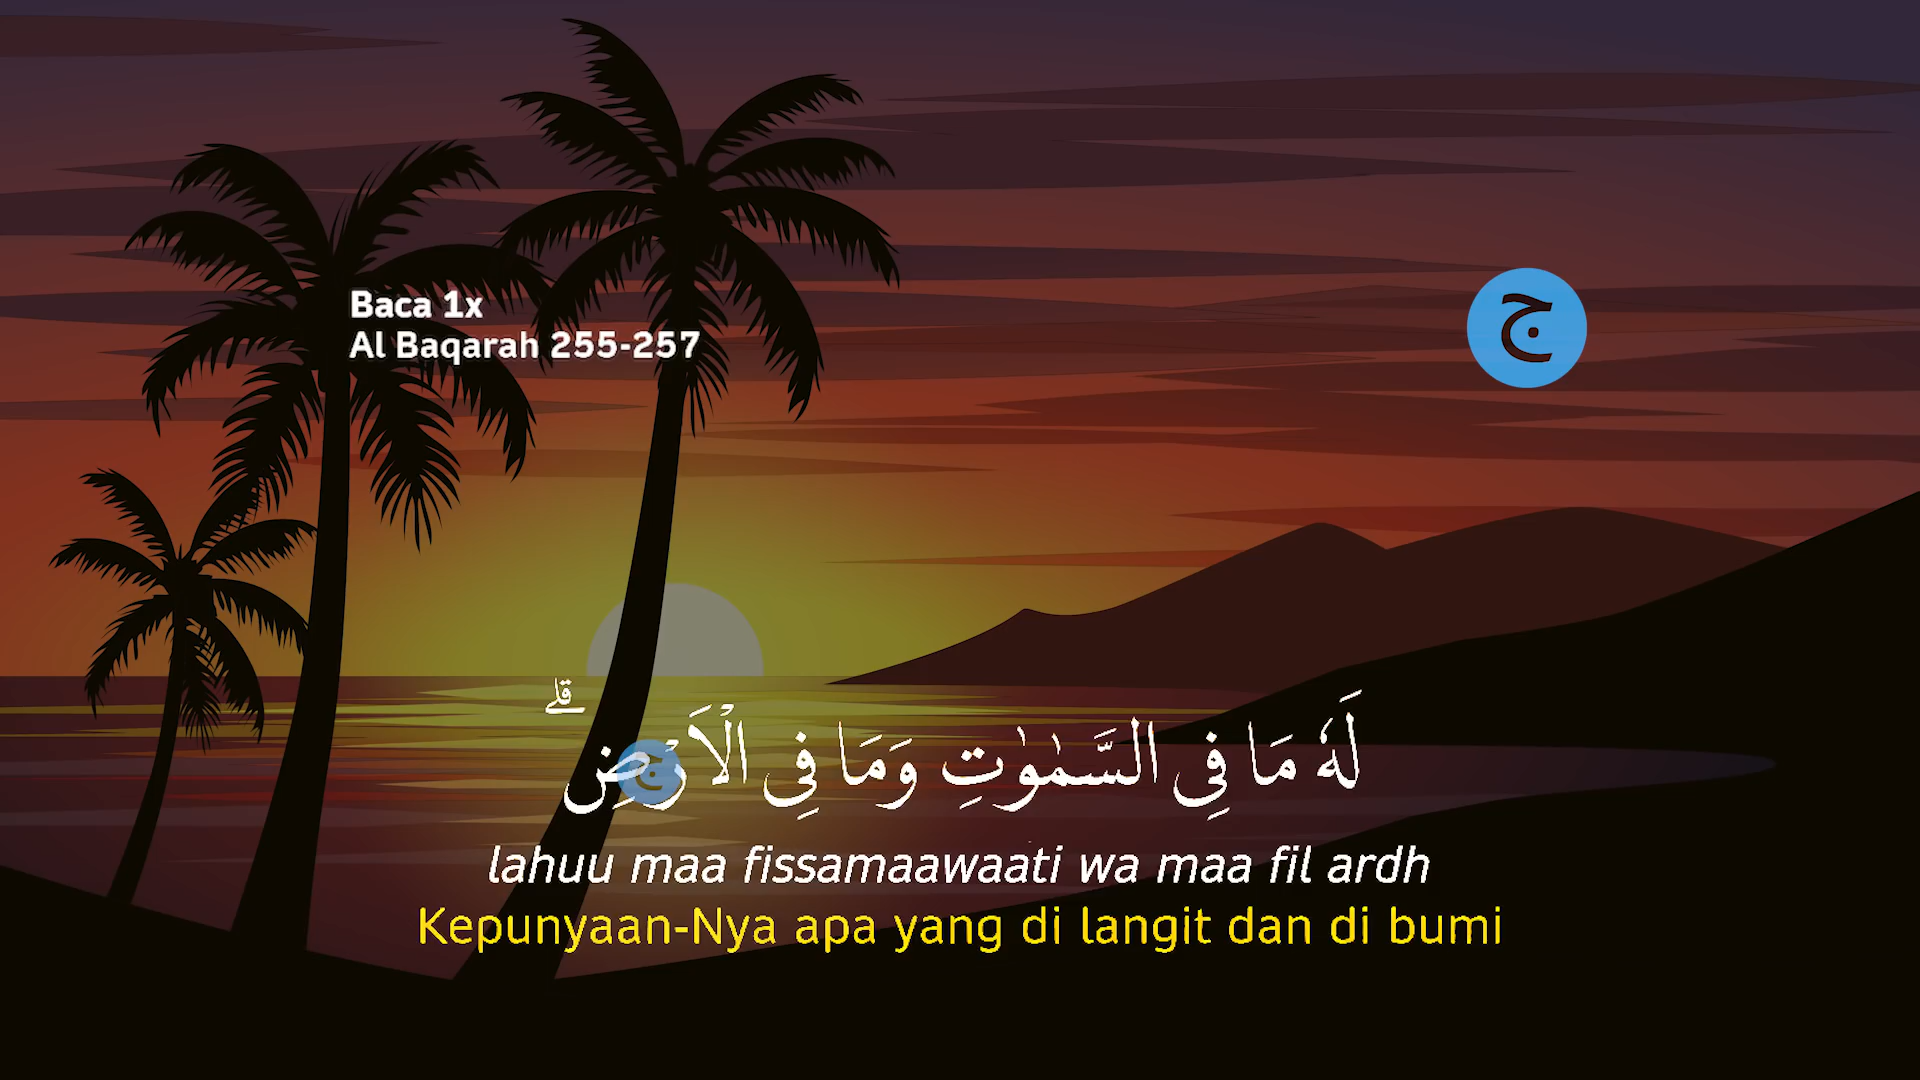 Baca 1x
Al Baqarah 255-257
ج
لَهٗ مَا فِى السَّمٰوٰتِ وَمَا فِى الْاَرْضِۗ
ج
lahuu maa fissamaawaati wa maa fil ardh
Kepunyaan-Nya apa yang di langit dan di bumi